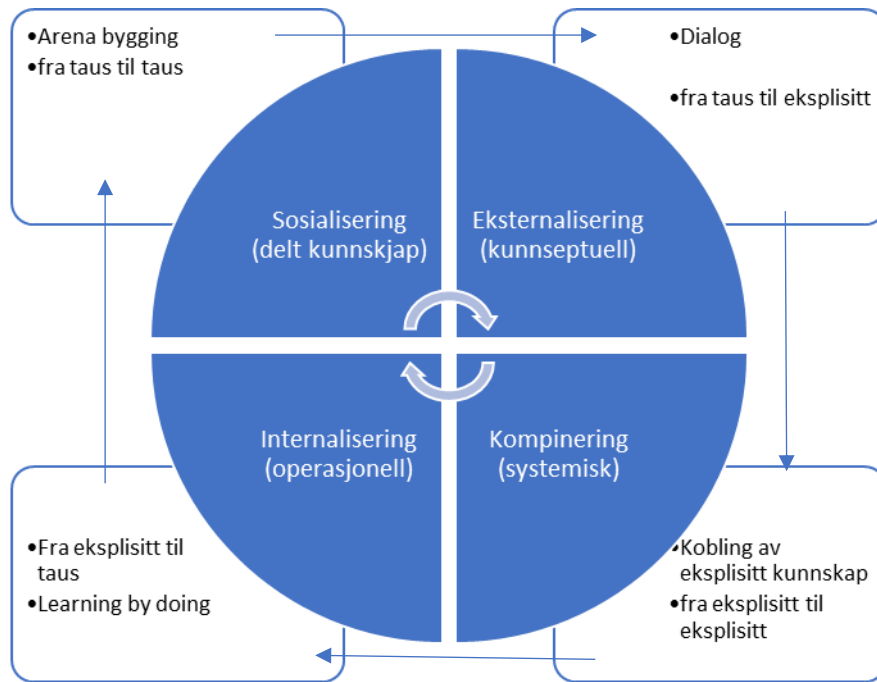 •Arena bygging
•fra taus til taus
•Dialog
•fra taus til eksplisitt
Sosialisering
(delt kunnskjap)
Eksternalisering
(kunnseptuell)
Internalisering
(operasjonell)
Kompinering
(systemisk)
•Fra eksplisitt til
taus
•Learning by doing
•Kobling av
eksplisitt kunnskap
•fra eksplisitt til
eksplisitt